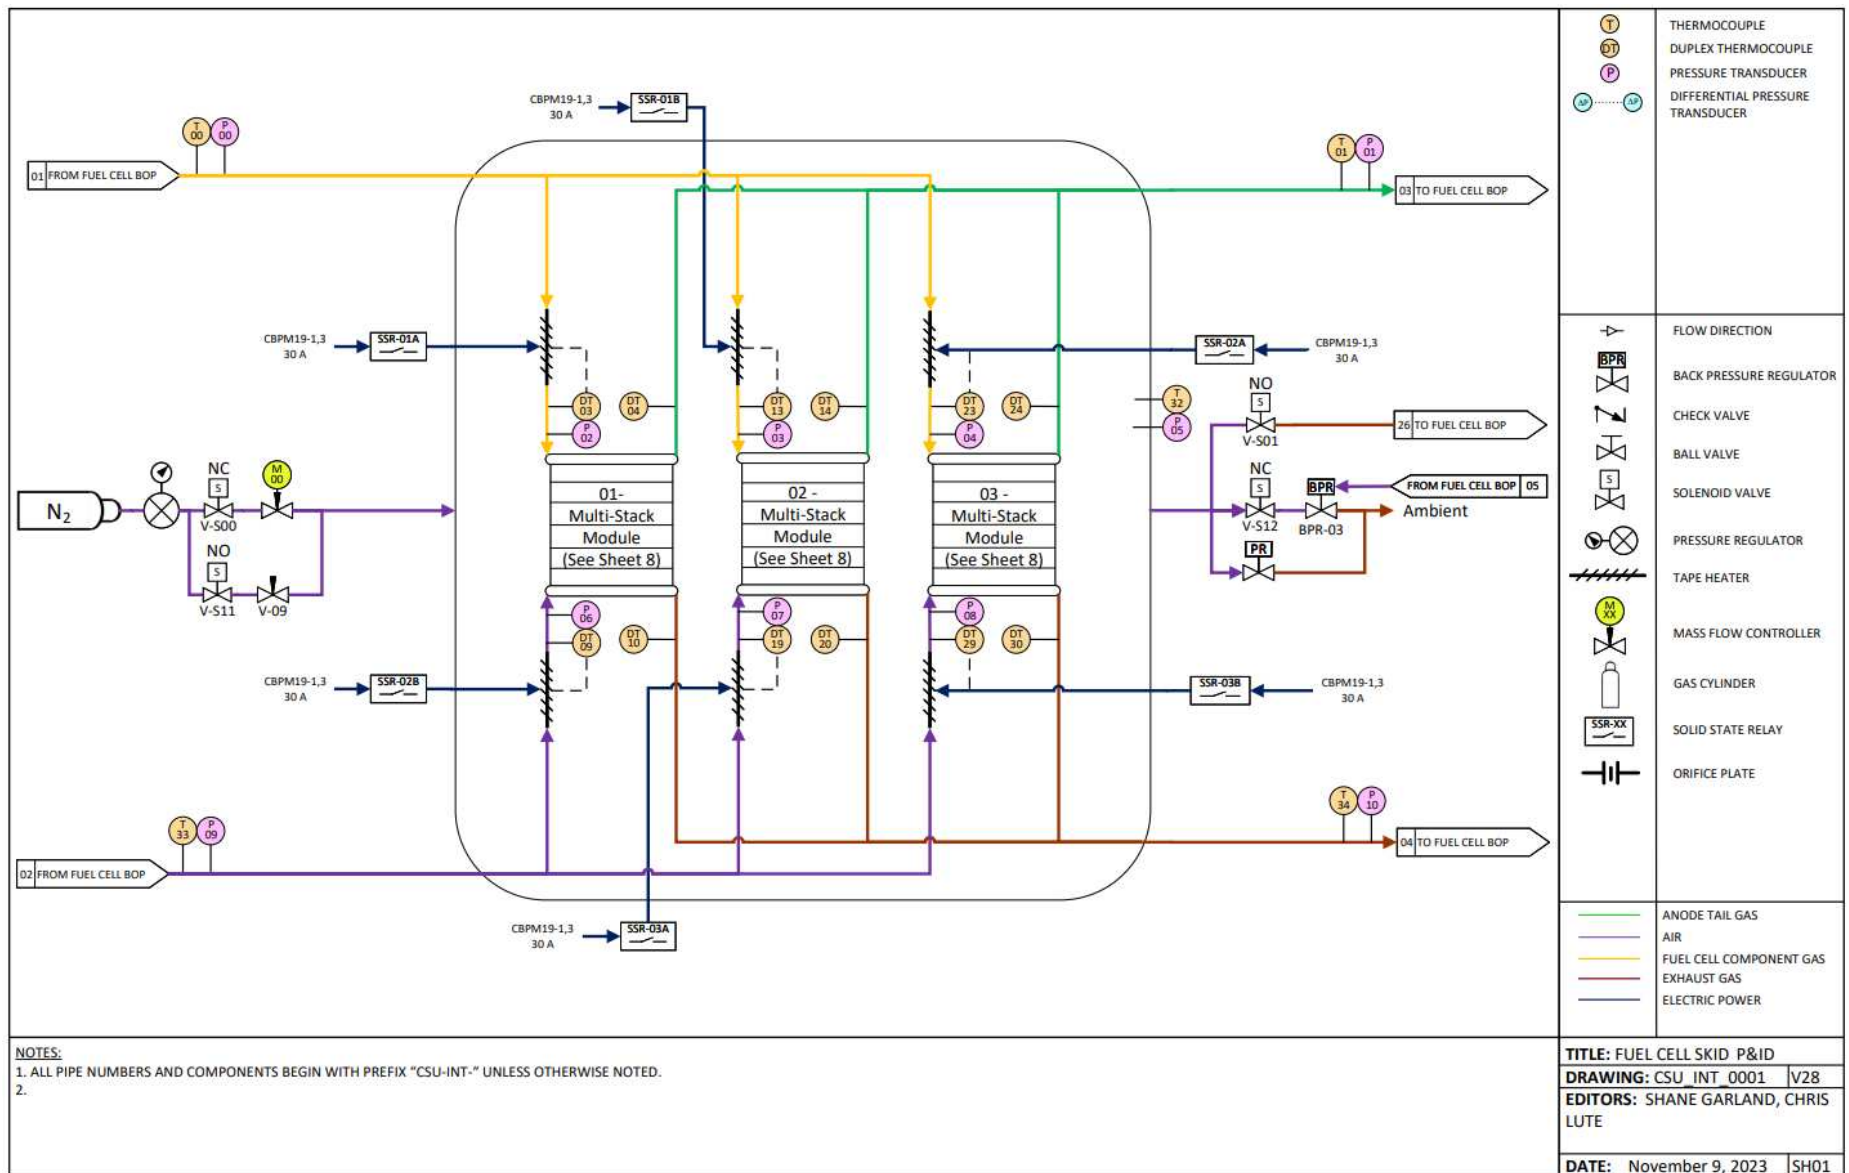 CBPM19-1,3
30 A
SSR-01B
T
00
P
00
T
01
P
01
01 FROM FUEL CELL BOP
03 TO FUEL CELL BOP
CBPM19-1,3
30 A
SSR-01A
SSR-02A
CBPM19-1,3
30 A
DT
03
DT
04
P
02
DT
13
DT
14
P
03
DT
23
DT
24
P
04
T
32
P
05
NO
S
V-S01
26 TO FUEL CELL BOP
N2
NC
S
V-S00
M
00
NO
S
V-S11
V-09
01-
Multi-Stack
Module
(See Sheet 8)
02 -
Multi-Stack
Module
(See Sheet 8)
03 -
Multi-Stack
Module
(See Sheet 8)
NC
S
V-S12
BPR
BPR-03
FROM FUEL CELL BOP 05
Ambient
PR
P
06
DT
09
DT
10
P
07
DT
19
DT
20
P
08
DT
29
DT
30
CBPM19-1,3
30 A
SSR-02B
SSR-03B
CBPM19-1,3
30 A
T
33
P
09
T
34
P
10
02 FROM FUEL CELL BOP
04 TO FUEL CELL BOP
CBPM19-1,3
30 A
SSR-03A
T THERMOCOUPLE
DT DUPLEX THERMOCOUPLE
P PRESSURE TRANSDUCER
ΔP ΔP DIFFERENTIAL PRESSURE
TRANSDUCER
FLOW DIRECTION
BPR
BACK PRESSURE REGULATOR
CHECK VALVE
BALL VALVE
S
SOLENOID VALVE
PRESSURE REGULATOR
TAPE HEATER
M
XX
MASS FLOW CONTROLLER
GAS CYLINDER
SSR-XX
SOLID STATE RELAY
ORIFICE PLATE
ANODE TAIL GAS
AIR
FUEL CELL COMPONENT GAS
EXHAUST GAS
ELECTRIC POWER
NOTES:
1. ALL PIPE NUMBERS AND COMPONENTS BEGIN WITH PREFIX “CSU-INT-” UNLESS OTHERWISE NOTED.
2.
TITLE: FUEL CELL SKID P&ID
DRAWING: CSU_INT_0001 V28
EDITORS: SHANE GARLAND, CHRIS
LUTE
DATE: November 9, 2023 SH01